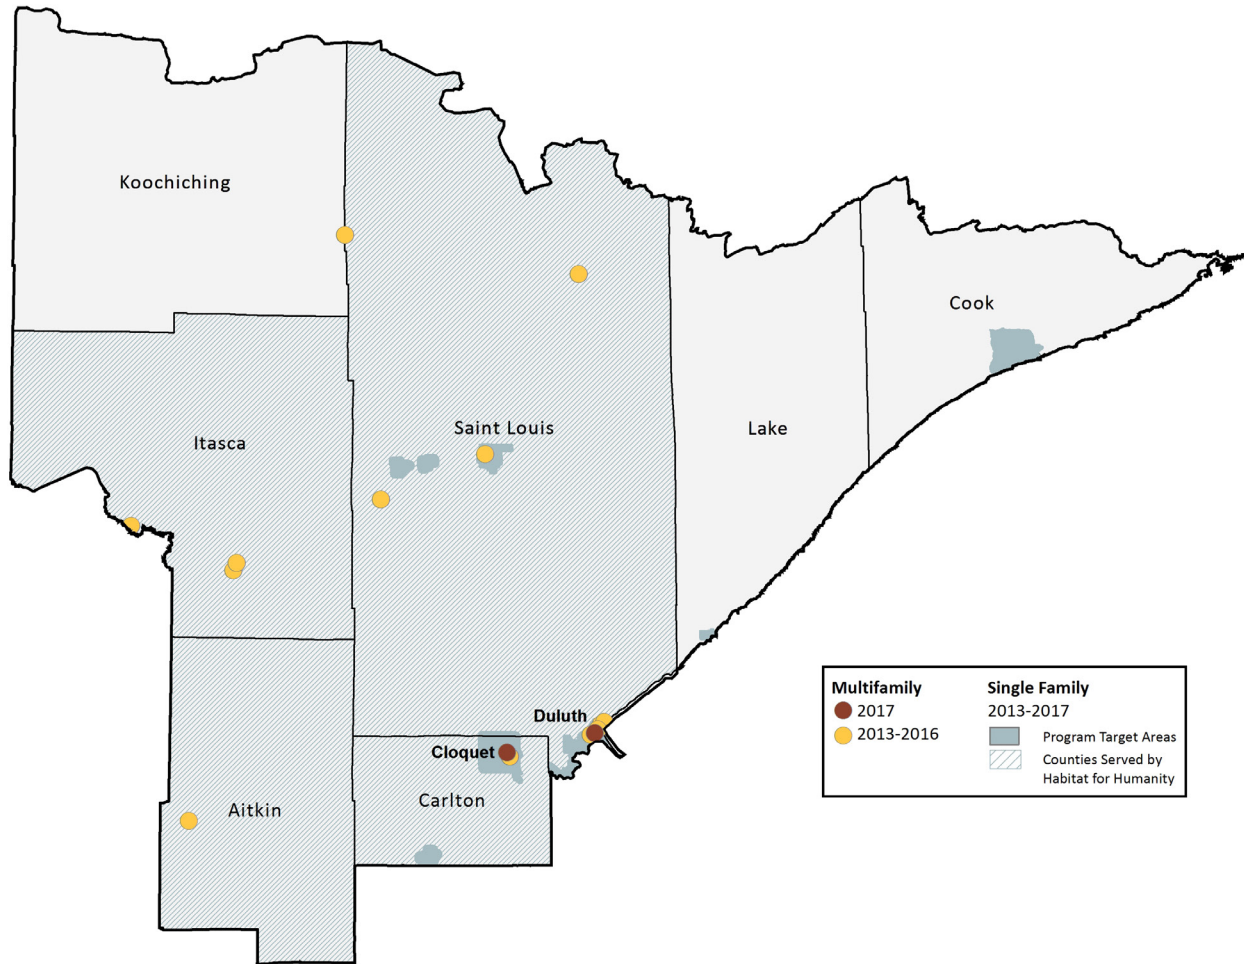 Koochiching
Cook
Saint Louis
Lake
Itasca
Duluth
Cloquet
Carlton
Aitkin
Multifamily
2017
2013-2016
Single Family
2013-2017
Program Target Areas
Counties Served by
Habitat for Humanity